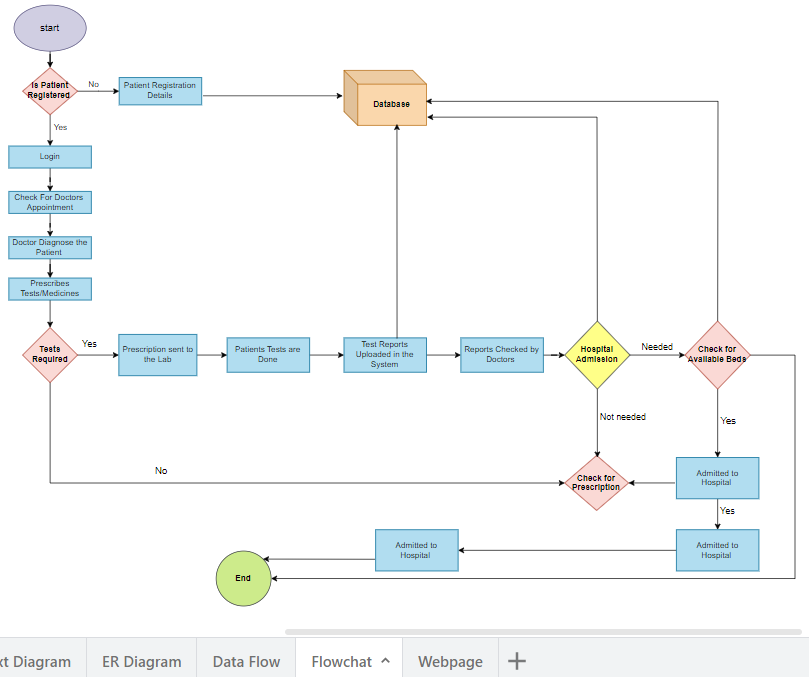 start
Is Patient
Registered
No
Patient Registration
Details
Database
Yes
Login
Check For Doctors
Appointment
Doctor Diagnose the
Patient
Prescribes
Tests/Medicines
Tests
Required
Yes
Prescription sent to
the Lab
Patients Tests are
Done
Test Reports
Uploaded in the
System
Reports Checked by
Doctors
Hospital
Admission
Needed
Check for
Available Beds
Not needed
Yes
No
Check for
Prescription
Admitted to
Hospital
Yes
Admitted to
Hospital
Admitted to
Hospital
End
xt Diagram
ER Diagram
Data Flow
Flowchat
Webpage